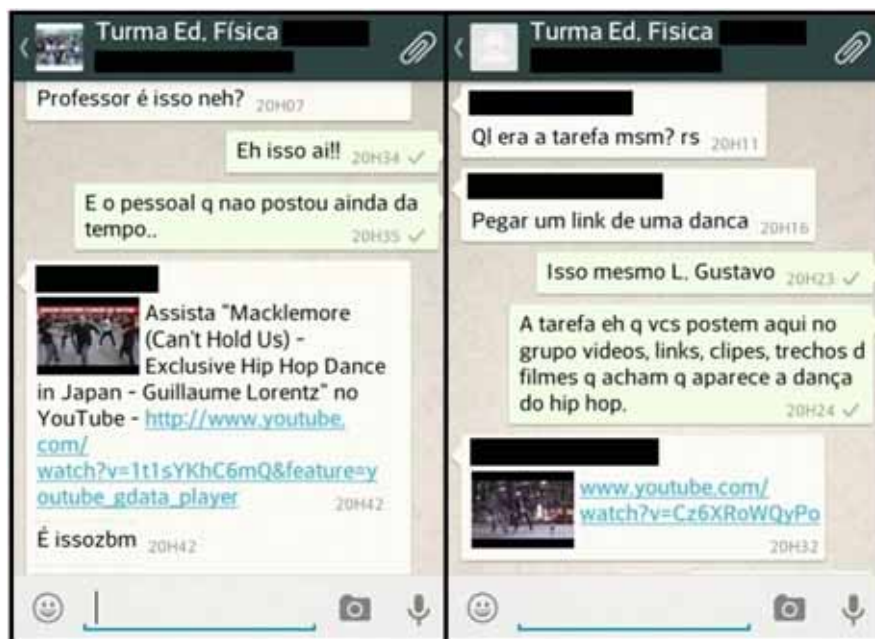 Turma Ed. Física
Professor é isso neh? 20H07
Eh isso ai!! 20H34
E o pessoal q nao postou ainda da
tempo.. 20H35
Assista "Macklemore
(Can't Hold Us) -
Exclusive Hip Hop Dance
in Japan - Guillaume Lorentz" no
YouTube - http://www.youtube.
com/
watch?v=1t1sYKhC6mQ&feature=y
outube_gdata_player 20H42
É issozbm 20H42
Turma Ed. Fisica
Ql era a tarefa msm? rs 20H11
Pegar um link de uma danca 20H16
Isso mesmo L. Gustavo 20H23
A tarefa eh q vcs postem aqui no
grupo videos, links, clipes, trechos d
filmes q acham q aparece a dança
do hip hop. 20H24
www.youtube.com/
watch?v=Cz6XRoWQyPo
20H32